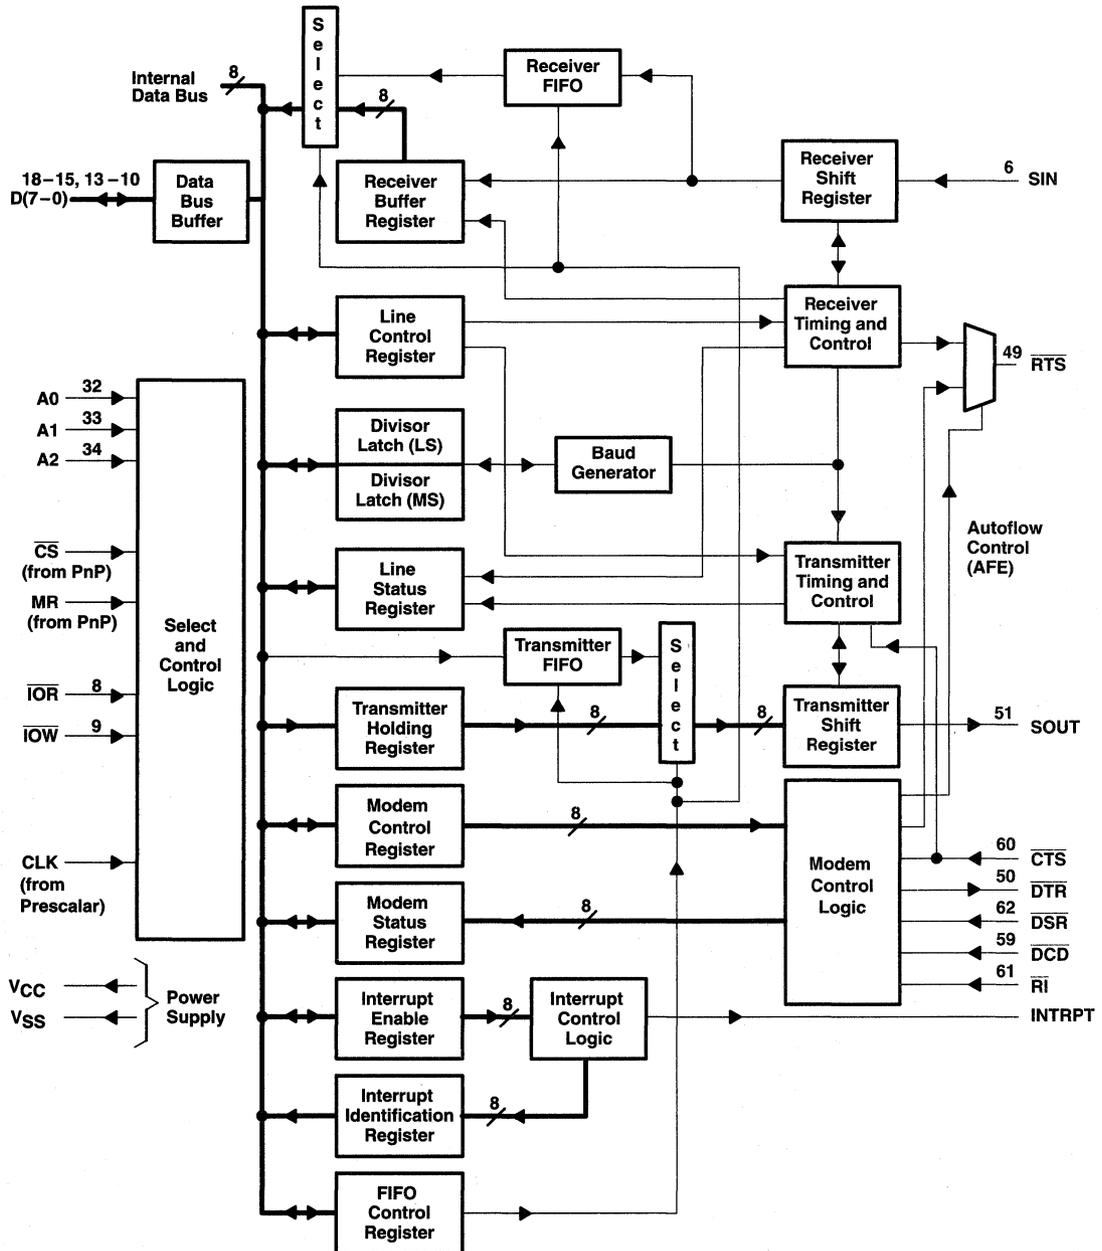 S
e
l
e
c
t
Receiver
FIFO
Internal
Data Bus
8
8
18–15, 13–10
D(7–0)
Data
Bus
Buffer
Receiver
Buffer
Register
Receiver
Shift
Register
6
SIN
Line
Control
Register
Receiver
Timing and
Control
49
RTS
A0
32
A1
33
A2
34
Divisor
Latch (LS)
Divisor
Latch (MS)
Baud
Generator
Autoflow
Control
(AFE)
CS
(from PnP)
MR
(from PnP)
Select
and
Control
Logic
Line
Status
Register
Transmitter
Timing and
Control
Transmitter
FIFO
S
e
l
e
c
t
IOR
8
IOW
9
Transmitter
Holding
Register
8
8
Transmitter
Shift
Register
51
SOUT
Modem
Control
Register
8
Modem
Control
Logic
60
CTS
50
DTR
62
DSR
59
DCD
61
RI
CLK
(from
Prescalar)
Modem
Status
Register
8
VCC
VSS
Power
Supply
Interrupt
Enable
Register
8
Interrupt
Control
Logic
INTRPT
Interrupt
Identification
Register
8
FIFO
Control
Register